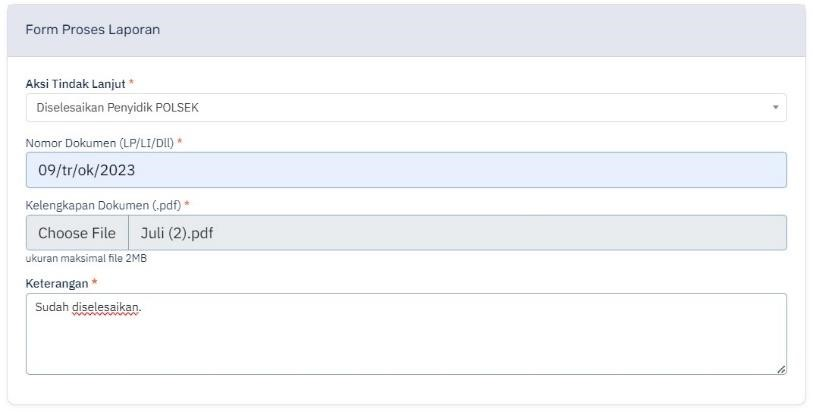 Form Proses Laporan
Aksi Tindak Lanjut *
Diselesaikan Penyidik POLSEK
Nomor Dokumen (LP/LI/Dll) *
09/tr/ok/2023
Kelengkapan Dokumen (.pdf) *
Choose File Juli (2).pdf
ukuran maksimal file 2MB
Keterangan *
Sudah diselesaikan.